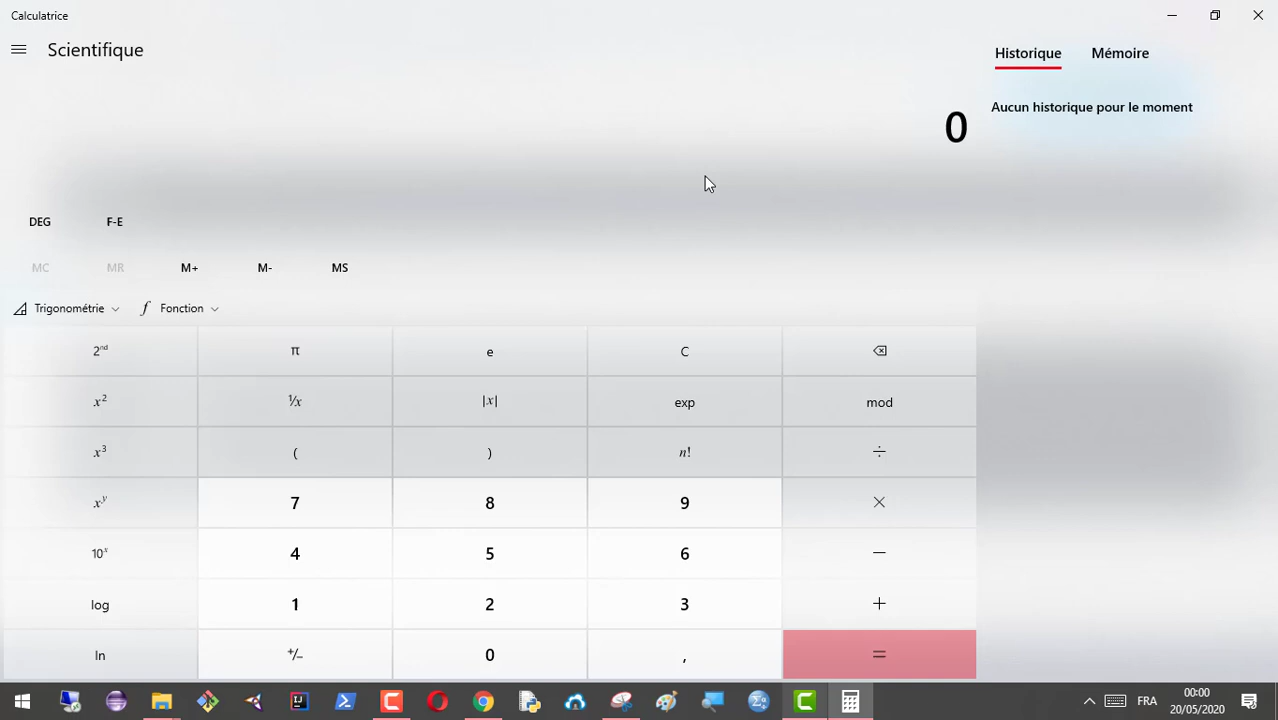 Calculatrice
Scientifique
Historique Mémoire
Aucun historique pour le moment
0
DEG F-E
MC MR M+ M- MS
Trigonométrie f Fonction
2nd π e C
x2 1/x |x| exp mod
x3 ( ) n! ÷
xy 7 8 9 ×
10x 4 5 6 −
log 1 2 3 +
ln +/− 0 , =
FRA
00:00
20/05/2020